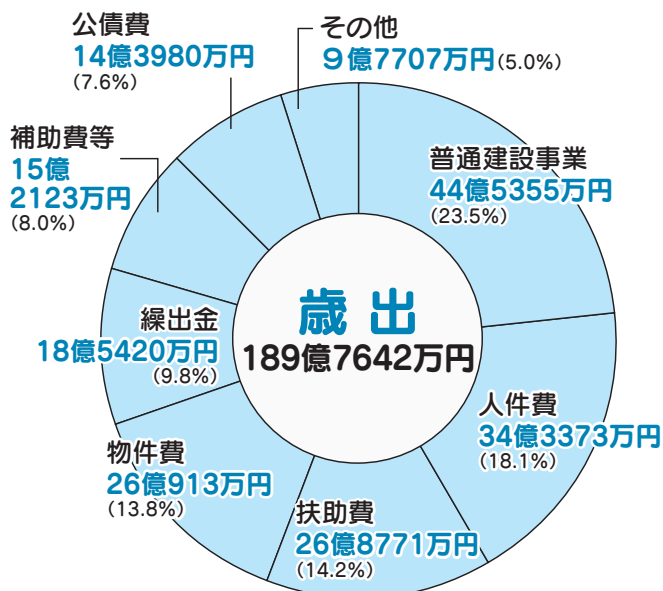 公債費
14億3980万円
(7.6%)
その他
9億7707万円(5.0%)
補助費等
15億
2123万円
(8.0%)
普通建設事業
44億5355万円
(23.5%)
歳出
189億7642万円
繰出金
18億5420万円
(9.8%)
人件費
34億3373万円
(18.1%)
物件費
26億913万円
(13.8%)
扶助費
26億8771万円
(14.2%)